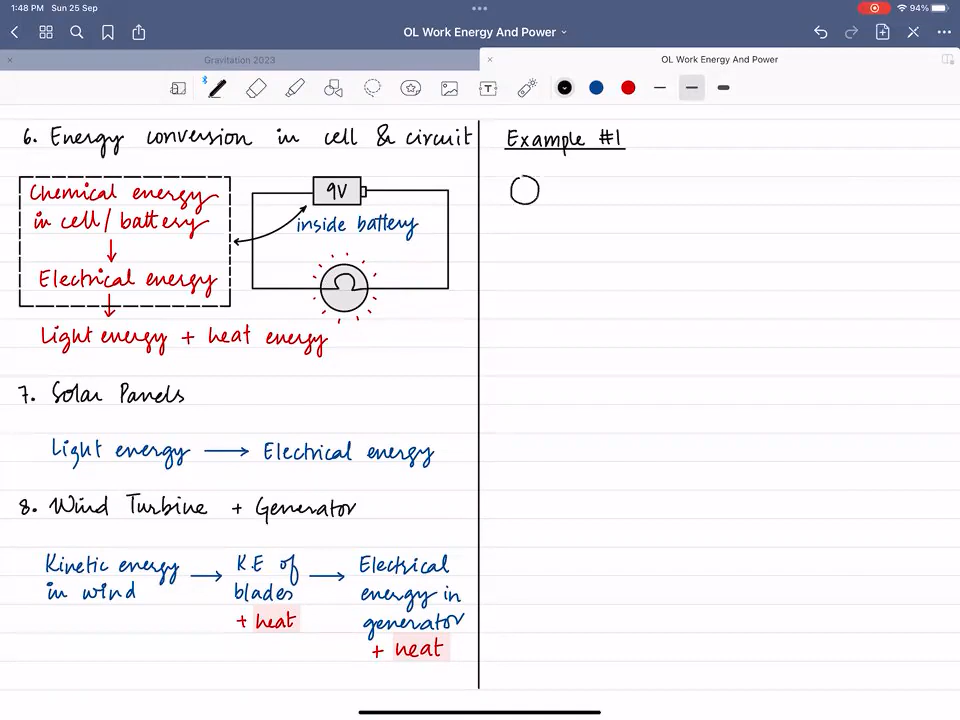 1:48 PM Sun 25 Sep
94%
OL Work Energy And Power
Gravitation 2023
OL Work Energy And Power
T
6. Energy conversion in cell & circuit
Chemical energy
in cell / battery
↓
Electrical energy
↓
Light energy + heat energy
9V
inside battery
7. Solar Panels
Light energy → Electrical energy
8. Wind Turbine + Generator
Kinetic energy
in wind
→ K.E of
blades
+ heat
→ Electrical
energy in
generator
+ heat
Example #1